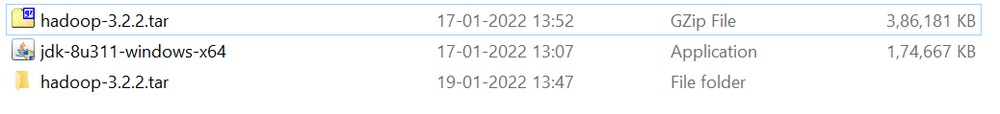 hadoop-3.2.2.tar 17-01-2022 13:52 GZip File 3,86,181 KB
jdk-8u311-windows-x64 17-01-2022 13:07 Application 1,74,667 KB
hadoop-3.2.2.tar 19-01-2022 13:47 File folder